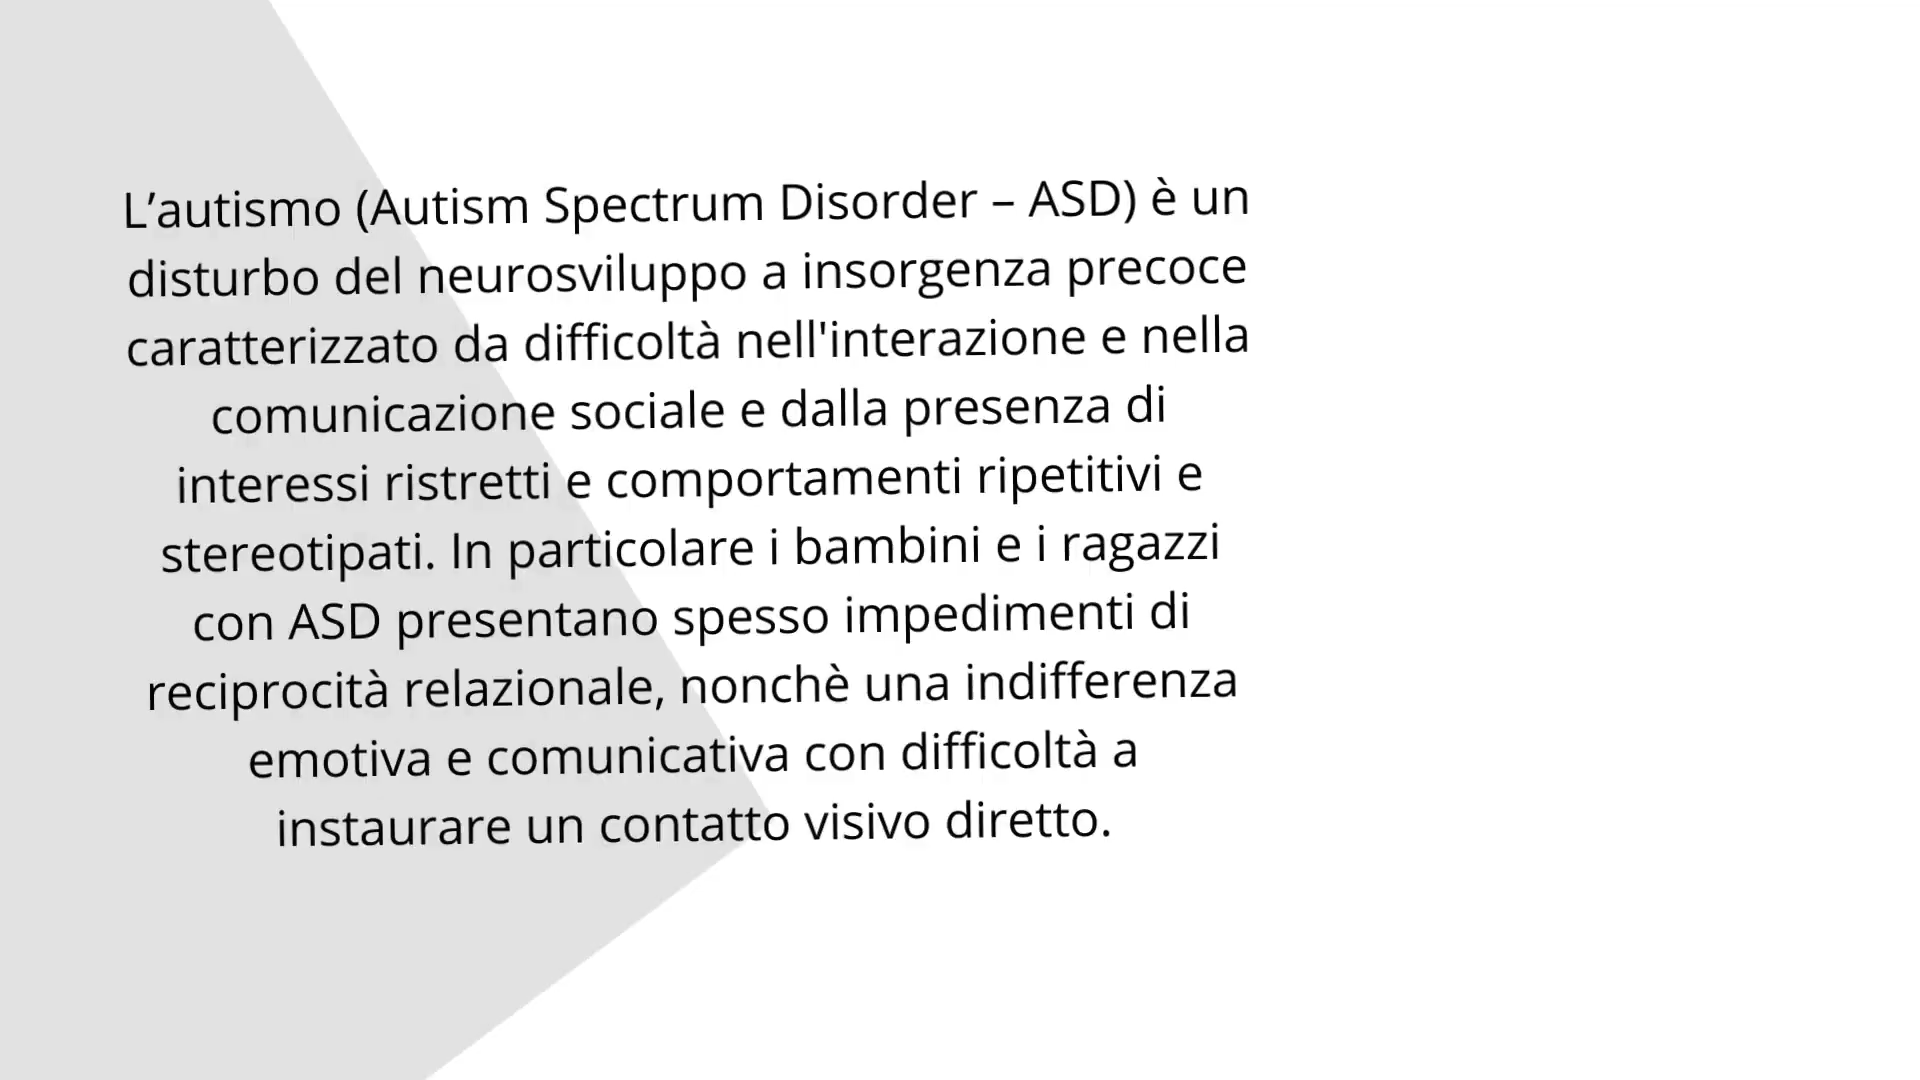 L’autismo (Autism Spectrum Disorder – ASD) è un
disturbo del neurosviluppo a insorgenza precoce
caratterizzato da difficoltà nell'interazione e nella
comunicazione sociale e dalla presenza di
interessi ristretti e comportamenti ripetitivi e
stereotipati. In particolare i bambini e i ragazzi
con ASD presentano spesso impedimenti di
reciprocità relazionale, nonchè una indifferenza
emotiva e comunicativa con difficoltà a
instaurare un contatto visivo diretto.